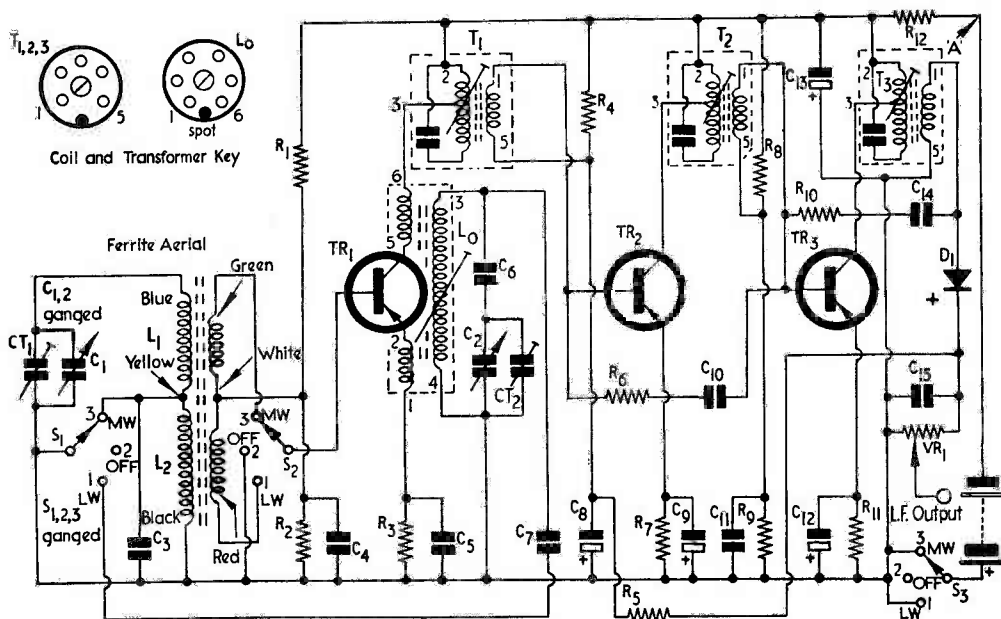 T1,2,3
Lo
1
5
1
spot
6
Coil and Transformer Key
Ferrite Aerial
C1,2
ganged
CT1
C1
Blue
Green
L1
Yellow
White
S1
3
MW
2
OFF
1
LW
L2
S1,2,3
ganged
Black
C3
Red
3
MW
OFF
2
S2
1
LW
R1
R2
C4
TR1
T1
2
3
1
5
6
5
3
Lo
2
4
1
C6
C2
CT2
R3
C5
C7
R4
TR2
R6
C10
C8
+
R5
T2
2
3
1
5
R8
R7
C9
+
C11
R9
C13
+
R12
'A'
T3
2
3
1
5
R10
C14
TR3
D1
+
C15
VR1
C12
+
R11
L.F. Output
3
MW
2
OFF
S3
LW
1
+